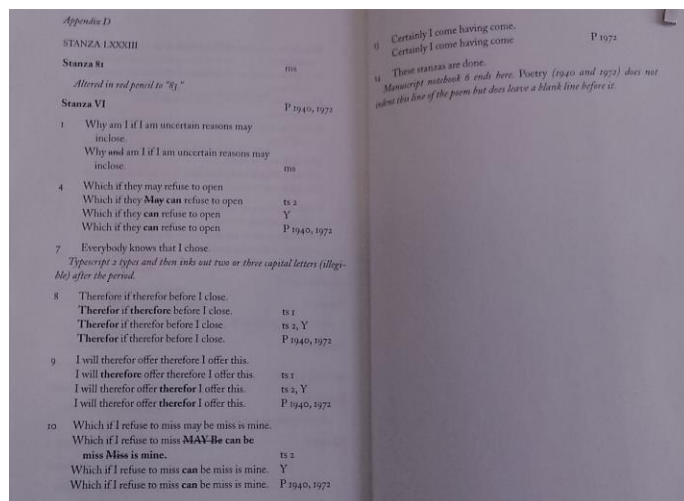 Appendix D
STANZA LXXXIII
Stanza 81 ms
Altered in red pencil to "83"
Stanza VI P 1940, 1972
1 Why am I if I am uncertain reasons may
inclose.
Why and am I if I am uncertain reasons may
inclose. ms
4 Which if they may refuse to open
Which if they May can refuse to open ts 2
Which if they can refuse to open Y
Which if they can refuse to open P 1940, 1972
7 Everybody knows that I chose.
Typescript 2 types and then inks out two or three capital letters (illegi-
ble) after the period.
8 Therefore if therefor before I close.
Therefor if therefore before I close. ts 1
Therefor if therefor before I close ts 2, Y
Therefor if therefor before I close. P 1940, 1972
9 I will therefor offer therefore I offer this.
I will therefore offer therefore I offer this. ts 1
I will therefor offer therefor I offer this. ts 2, Y
I will therefor offer therefor I offer this. P 1940, 1972
10 Which if I refuse to miss may be miss is mine.
Which if I refuse to miss MAY Be can be
miss Miss is mine. ts 2
Which if I refuse to miss can be miss is mine. Y
Which if I refuse to miss can be miss is mine. P 1940, 1972
13 Certainly I come having come.
Certainly I come having come P 1972
14 These stanzas are done.
Manuscript notebook 6 ends here. Poetry (1940 and 1972) does not
indent this line of the poem but does leave a blank line before it.